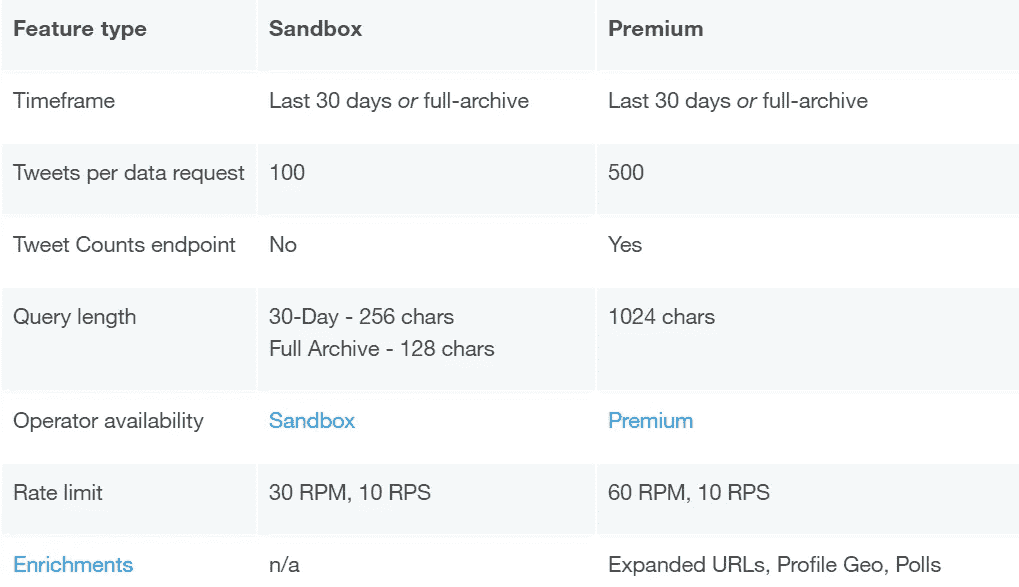 Feature type Sandbox Premium
Timeframe Last 30 days or full-archive Last 30 days or full-archive
Tweets per data request 100 500
Tweet Counts endpoint No Yes
Query length 30-Day - 256 chars 1024 chars
Full Archive - 128 chars
Operator availability Sandbox Premium
Rate limit 30 RPM, 10 RPS 60 RPM, 10 RPS
Enrichments n/a Expanded URLs, Profile Geo, Polls